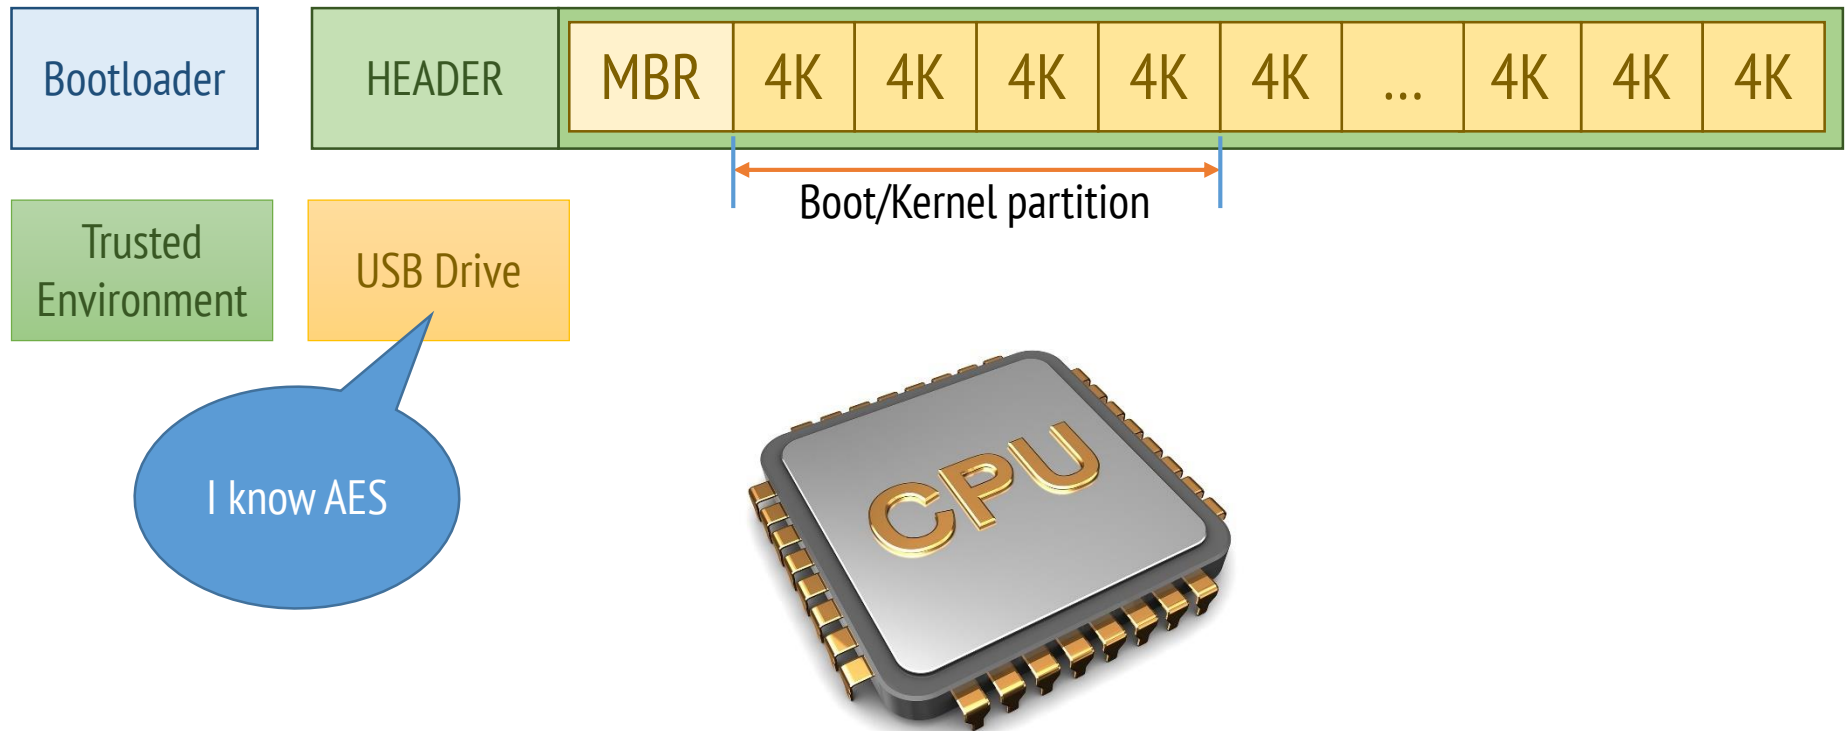 Bootloader
HEADER
MBR 4K 4K 4K 4K 4K ... 4K 4K 4K
Boot/Kernel partition
Trusted
Environment
USB Drive
I know AES
CPU